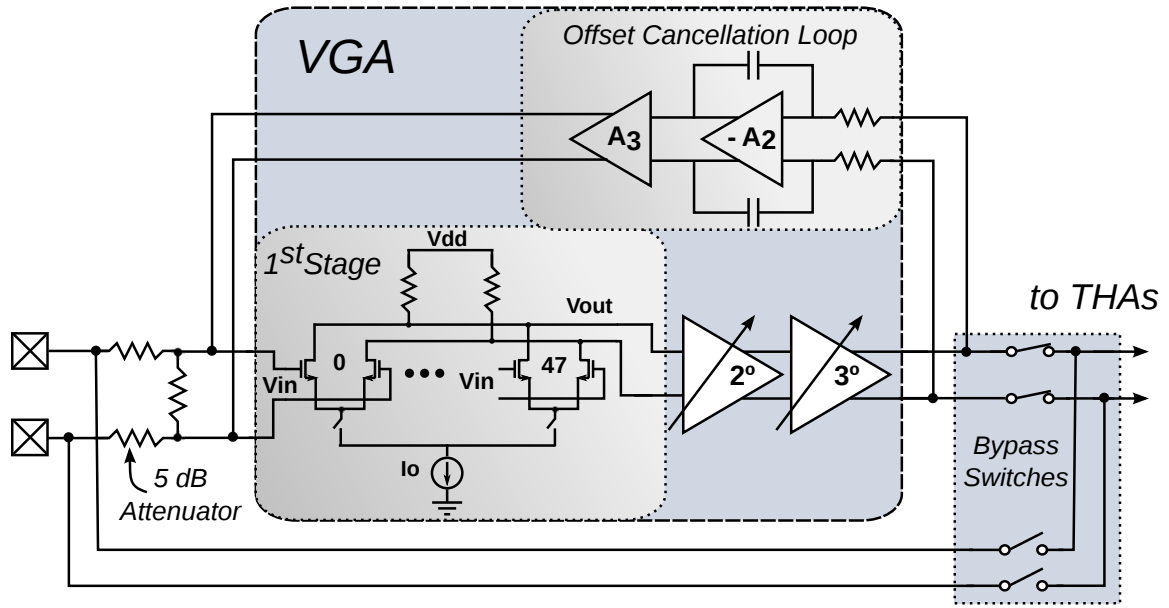 VGA
Offset Cancellation Loop
A3
- A2
1st Stage
Vdd
Vout
to THAs
Vin
0
Vin
47
2º
3º
Io
5 dB
Attenuator
Bypass
Switches